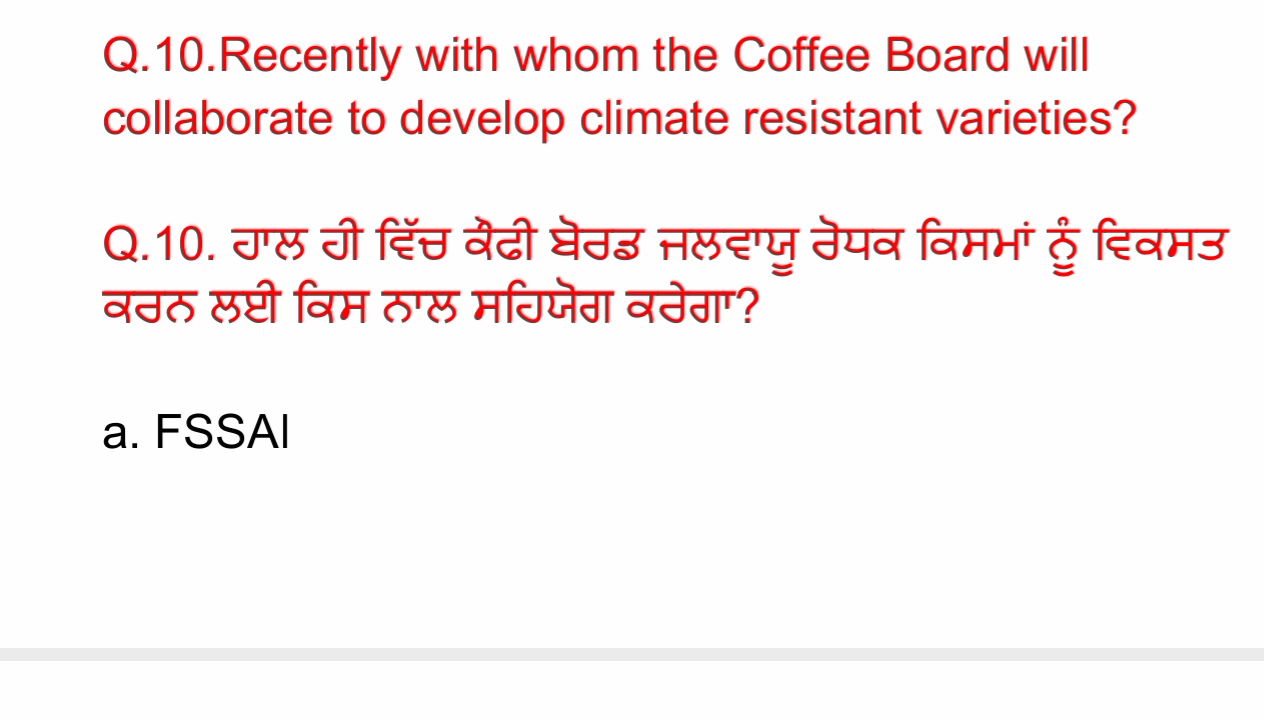 Q.10.Recently with whom the Coffee Board will
collaborate to develop climate resistant varieties?
Q.10. ਹਾਲ ਹੀ ਵਿੱਚ ਕੌਫੀ ਬੋਰਡ ਜਲਵਾਯੂ ਰੋਧਕ ਕਿਸਮਾਂ ਨੂੰ ਵਿਕਸਤ
ਕਰਨ ਲਈ ਕਿਸ ਨਾਲ ਸਹਿਯੋਗ ਕਰੇਗਾ?
a. FSSAI